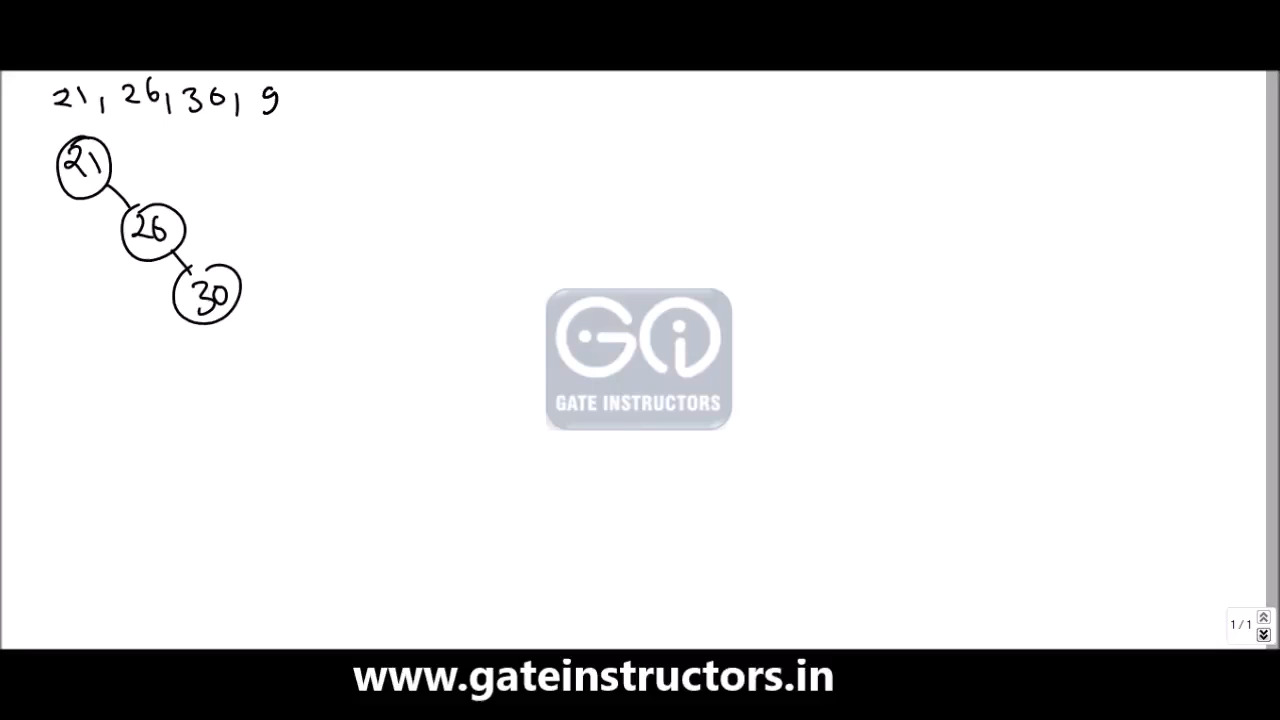 21, 26, 30, 9
21
26
30
GATE INSTRUCTORS
1 / 1
www.gateinstructors.in